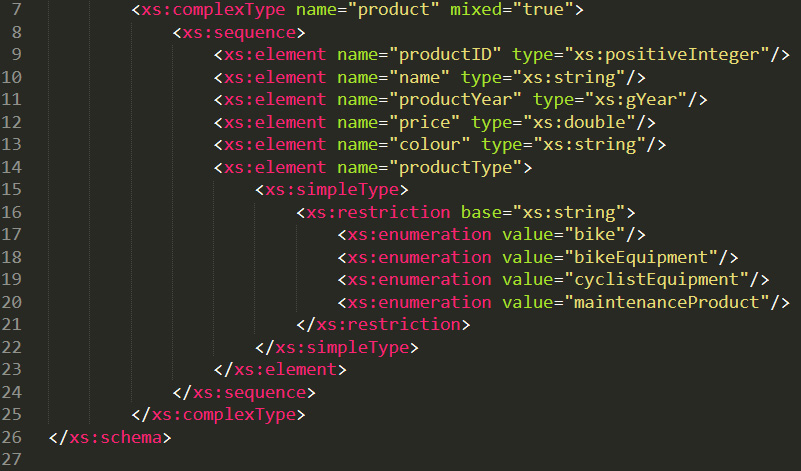 7 <xs:complexType name="product" mixed="true">
8 <xs:sequence>
9 <xs:element name="productID" type="xs:positiveInteger"/>
10 <xs:element name="name" type="xs:string"/>
11 <xs:element name="productYear" type="xs:gYear"/>
12 <xs:element name="price" type="xs:double"/>
13 <xs:element name="colour" type="xs:string"/>
14 <xs:element name="productType">
15 <xs:simpleType>
16 <xs:restriction base="xs:string">
17 <xs:enumeration value="bike"/>
18 <xs:enumeration value="bikeEquipment"/>
19 <xs:enumeration value="cyclistEquipment"/>
20 <xs:enumeration value="maintenanceProduct"/>
21 </xs:restriction>
22 </xs:simpleType>
23 </xs:element>
24 </xs:sequence>
25 </xs:complexType>
26 </xs:schema>
27